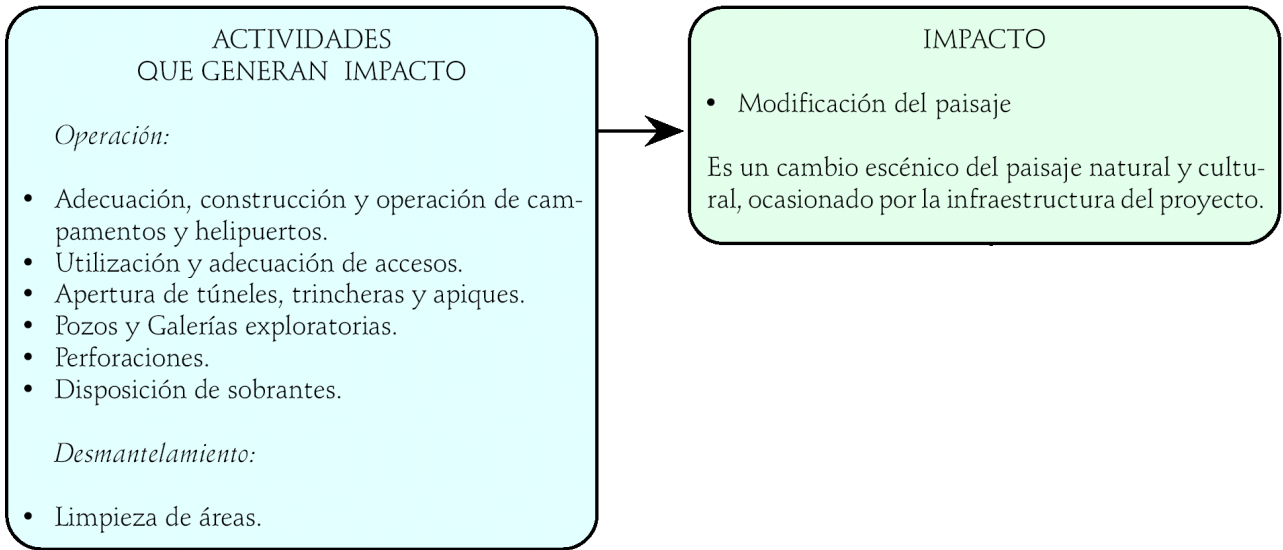 ACTIVIDADES
QUE GENERAN IMPACTO
Operación:
• Adecuación, construcción y operación de cam-
pamentos y helipuertos.
• Utilización y adecuación de accesos.
• Apertura de túneles, trincheras y apiques.
• Pozos y Galerías exploratorias.
• Perforaciones.
• Disposición de sobrantes.
Desmantelamiento:
• Limpieza de áreas.
IMPACTO
• Modificación del paisaje
Es un cambio escénico del paisaje natural y cultu-
ral, ocasionado por la infraestructura del proyecto.